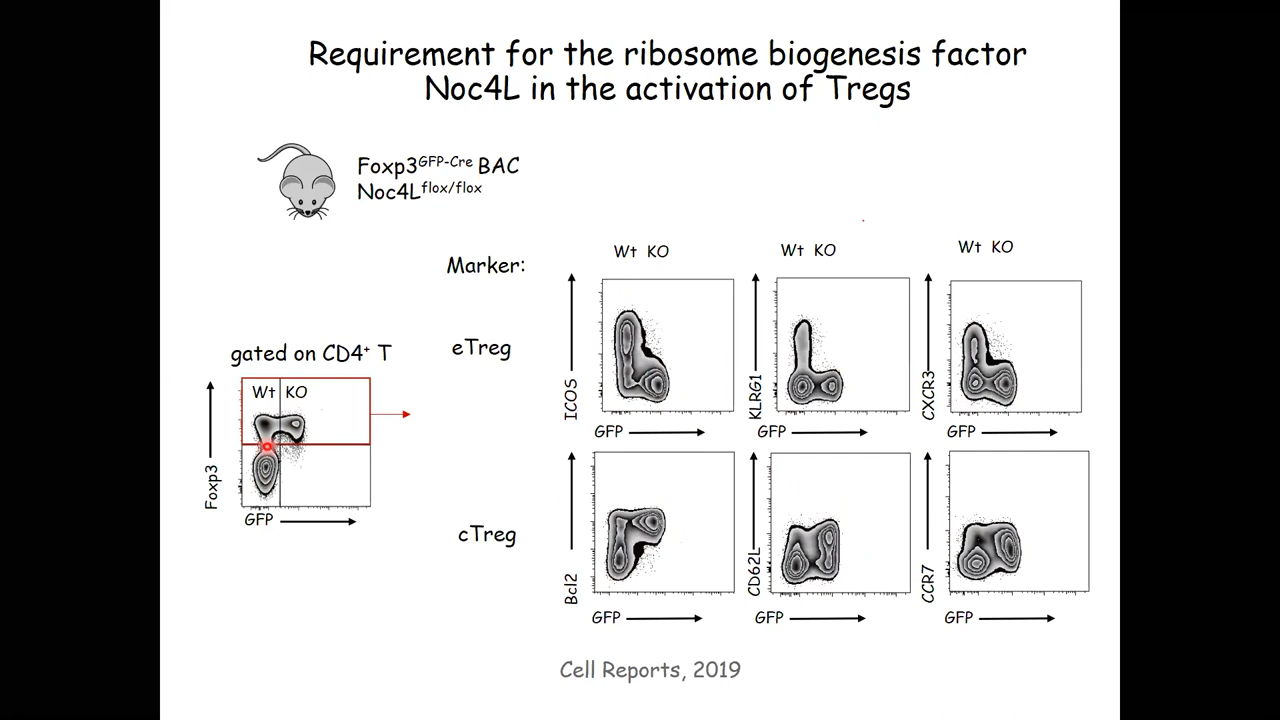 Requirement for the ribosome biogenesis factor
Noc4L in the activation of Tregs
Foxp3GFP-Cre BAC
Noc4Lflox/flox
Marker:
Wt KO
Wt KO
Wt KO
eTreg
ICOS
GFP
KLRG1
GFP
CXCR3
GFP
gated on CD4+ T
Wt KO
Foxp3
GFP
cTreg
Bcl2
GFP
CD62L
GFP
CCR7
GFP
Cell Reports, 2019